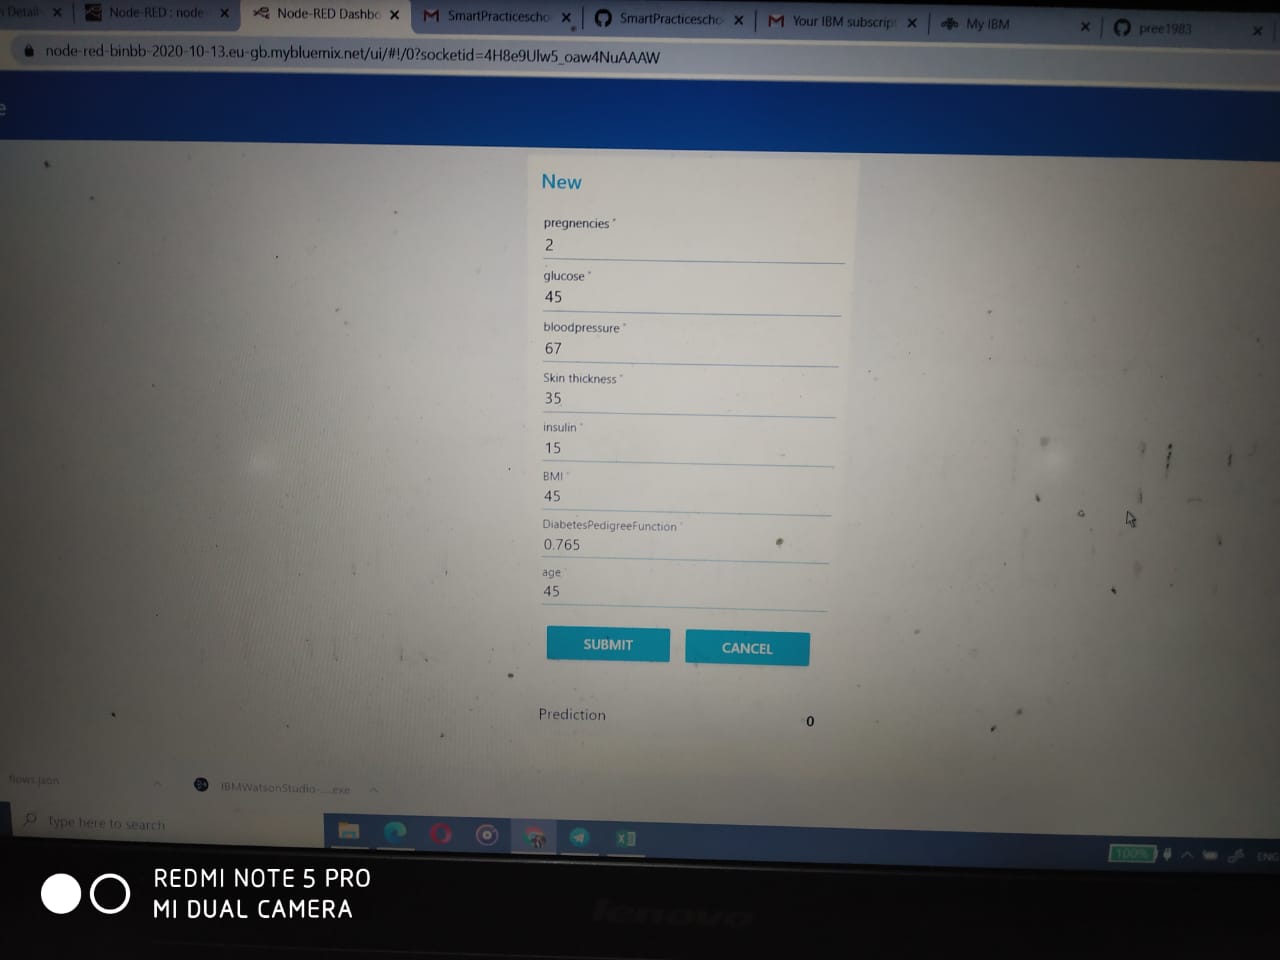 Detail
Node-RED : node
Node-RED Dashbo
SmartPracticescho
SmartPracticescho
Your IBM subscrip
My IBM
pree1983
node-red-binbb-2020-10-13.eu-gb.mybluemix.net/ui/#!/0?socketid=4H8e9Ulw5_oaw4NuAAAW
e
New
pregnencies *
2
glucose *
45
bloodpressure *
67
Skin thickness *
35
insulin *
15
BMI *
45
DiabetesPedigreeFunction *
0.765
age
45
SUBMIT CANCEL
Prediction 0
flows.json
IBMWatsonStudio-....exe
Type here to search
100%
ENG
lenovo
REDMI NOTE 5 PRO
MI DUAL CAMERA